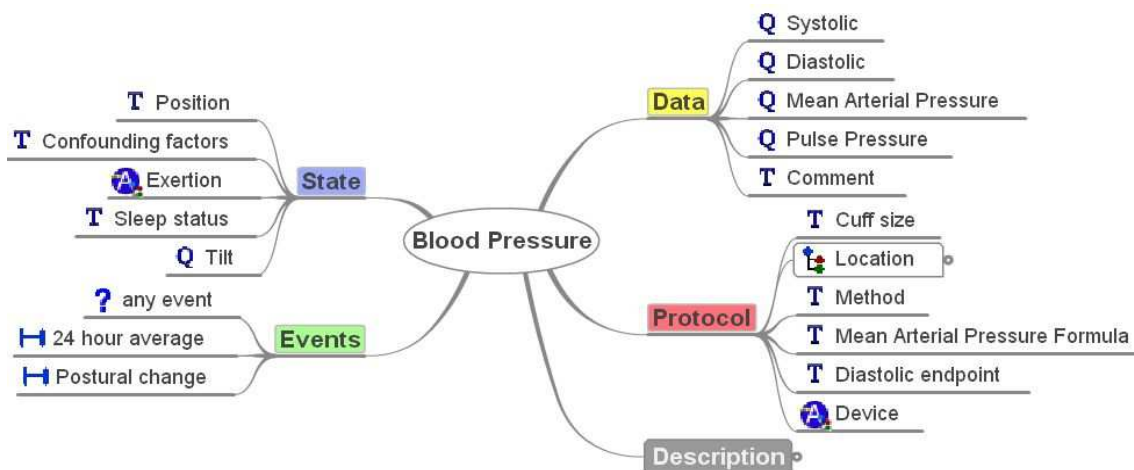 Blood Pressure
Data
Q Systolic
Q Diastolic
Q Mean Arterial Pressure
Q Pulse Pressure
T Comment
State
T Position
T Confounding factors
A Exertion
T Sleep status
Q Tilt
Events
? any event
24 hour average
Postural change
Protocol
T Cuff size
Location
T Method
T Mean Arterial Pressure Formula
T Diastolic endpoint
A Device
Description